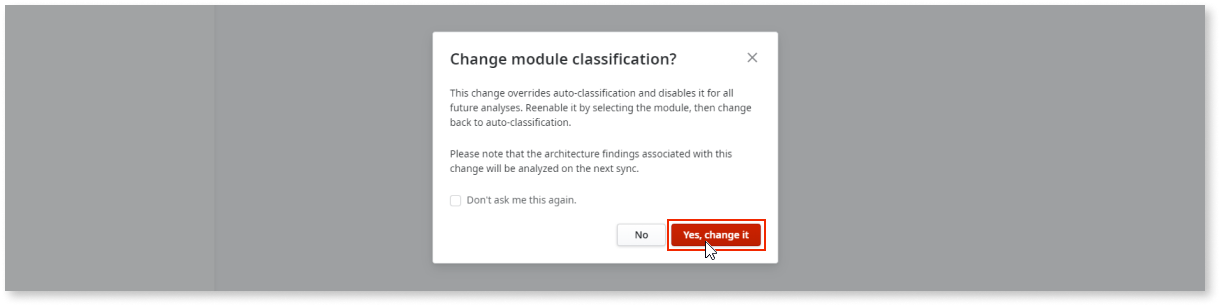 Change module classification?
This change overrides auto-classification and disables it for all
future analyses. Reenable it by selecting the module, then change
back to auto-classification.
Please note that the architecture findings associated with this
change will be analyzed on the next sync.
Don't ask me this again.
No
Yes, change it